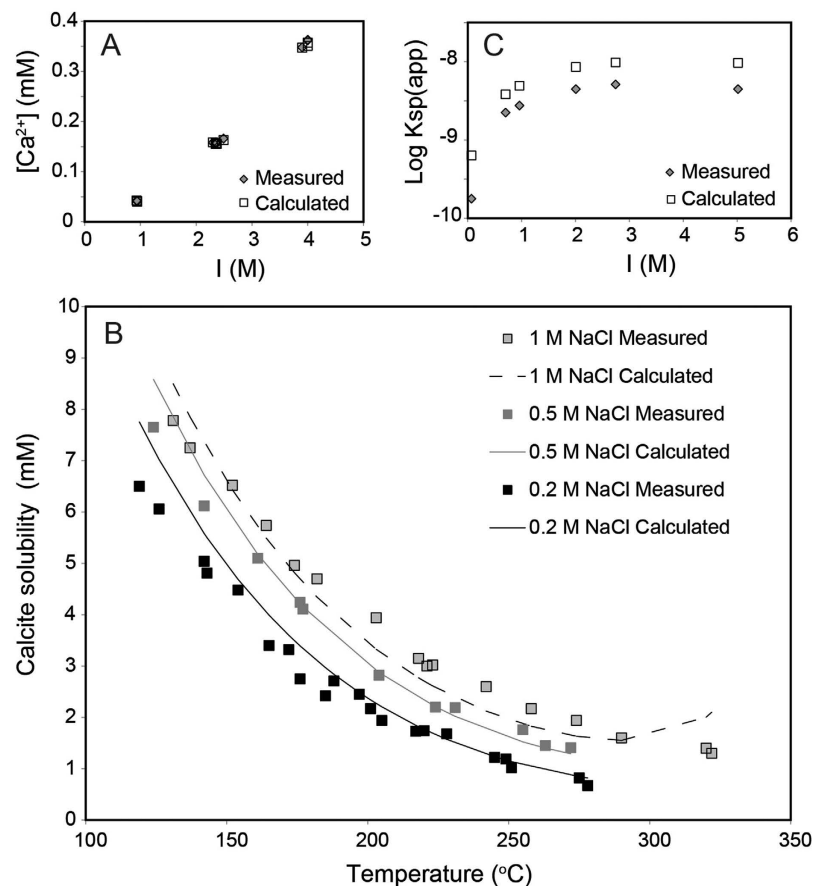 A
0.4
0.3
0.2
0.1
0
[Ca2+] (mM)
Measured
Calculated
0 1 2 3 4 5
I (M)
C
-8
-9
-10
Log Ksp(app)
Measured
Calculated
0 1 2 3 4 5 6
I (M)
B
10
9
8
7
6
5
4
3
2
1
0
Calcite solubility (mM)
1 M NaCl Measured
1 M NaCl Calculated
0.5 M NaCl Measured
0.5 M NaCl Calculated
0.2 M NaCl Measured
0.2 M NaCl Calculated
100 150 200 250 300 350
Temperature (oC)